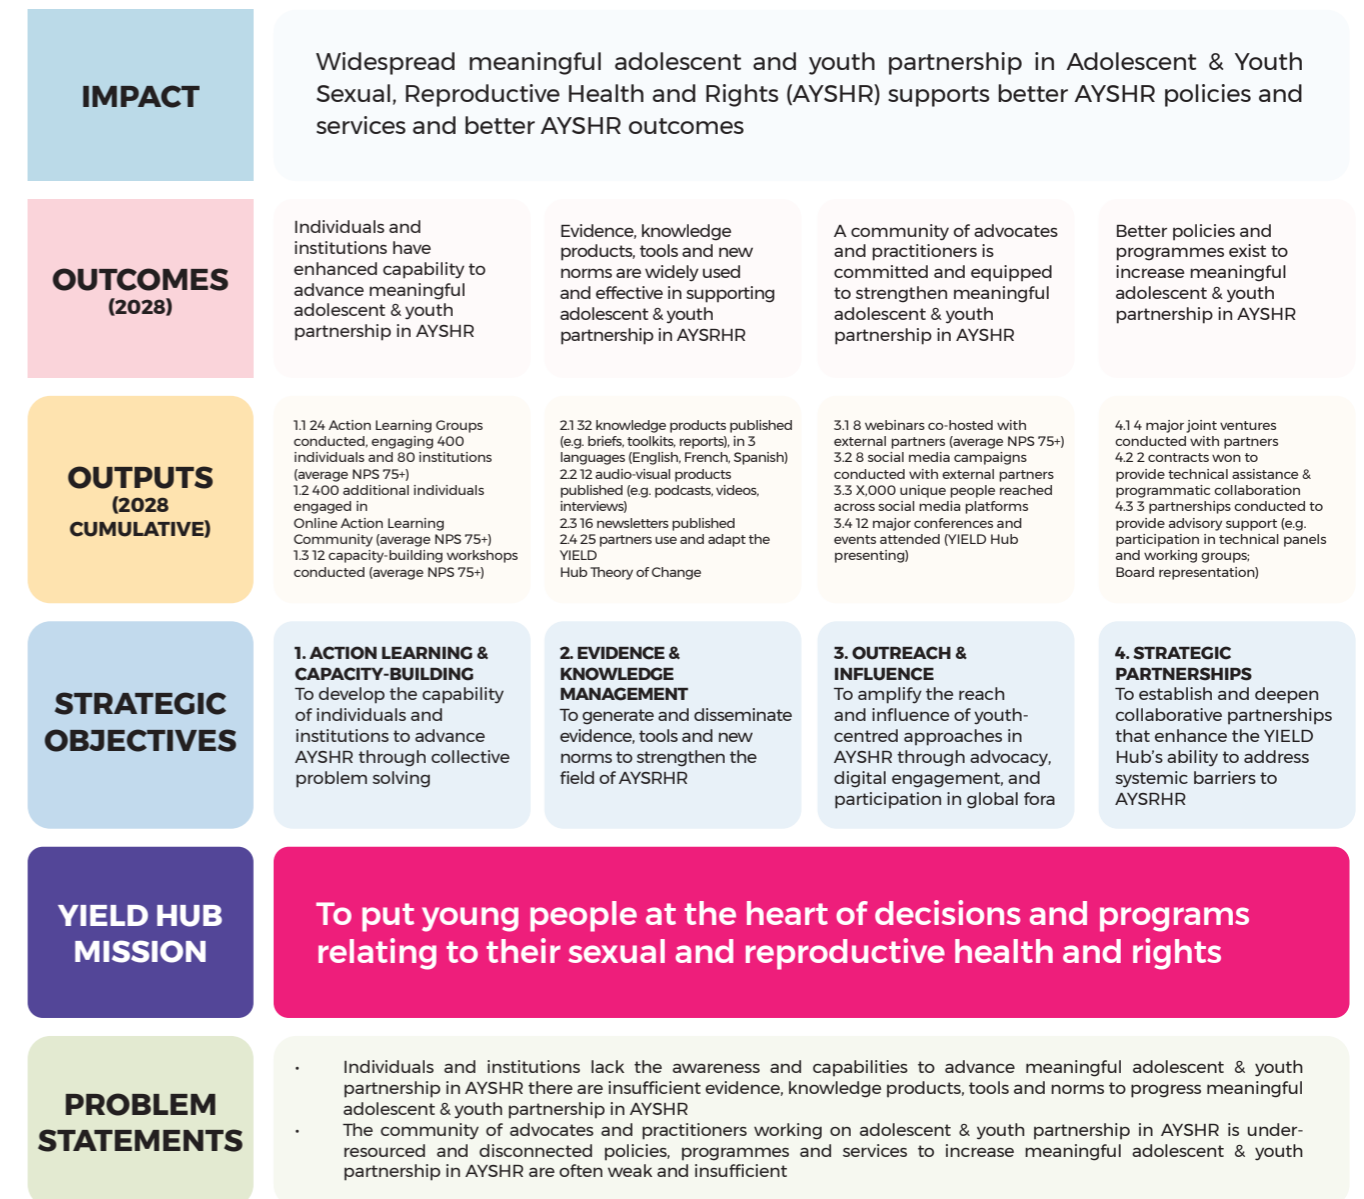 IMPACT
Widespread meaningful adolescent and youth partnership in Adolescent & Youth
Sexual, Reproductive Health and Rights (AYSHR) supports better AYSHR policies and
services and better AYSHR outcomes
OUTCOMES
(2028)
Individuals and
institutions have
enhanced capability to
advance meaningful
adolescent & youth
partnership in AYSHR
Evidence, knowledge
products, tools and new
norms are widely used
and effective in supporting
adolescent & youth
partnership in AYSRHR
A community of advocates
and practitioners is
committed and equipped
to strengthen meaningful
adolescent & youth
partnership in AYSHR
Better policies and
programmes exist to
increase meaningful
adolescent & youth
partnership in AYSHR
OUTPUTS
(2028
CUMULATIVE)
1.1 24 Action Learning Groups
conducted, engaging 400
individuals and 80 institutions
(average NPS 75+)
1.2 400 additional individuals
engaged in
Online Action Learning
Community (average NPS 75+)
1.3 12 capacity-building workshops
conducted (average NPS 75+)
2.1 32 knowledge products published
(e.g. briefs, toolkits, reports), in 3
languages (English, French, Spanish)
2.2 12 audio-visual products
published (e.g. podcasts, videos,
interviews)
2.3 16 newsletters published
2.4 25 partners use and adapt the
YIELD
Hub Theory of Change
3.1 8 webinars co-hosted with
external partners (average NPS 75+)
3.2 8 social media campaigns
conducted with external partners
3.3 X,000 unique people reached
across social media platforms
3.4 12 major conferences and
events attended (YIELD Hub
presenting)
4.1 4 major joint ventures
conducted with partners
4.2 2 contracts won to
provide technical assistance &
programmatic collaboration
4.3 3 partnerships conducted to
provide advisory support (e.g.
participation in technical panels
and working groups;
Board representation)
STRATEGIC
OBJECTIVES
1. ACTION LEARNING &
CAPACITY-BUILDING
To develop the capability
of individuals and
institutions to advance
AYSHR through collective
problem solving
2. EVIDENCE &
KNOWLEDGE
MANAGEMENT
To generate and disseminate
evidence, tools and new
norms to strengthen the
field of AYSRHR
3. OUTREACH &
INFLUENCE
To amplify the reach
and influence of youth-
centred approaches in
AYSHR through advocacy,
digital engagement, and
participation in global fora
4. STRATEGIC
PARTNERSHIPS
To establish and deepen
collaborative partnerships
that enhance the YIELD
Hub's ability to address
systemic barriers to
AYSRHR
YIELD HUB
MISSION
To put young people at the heart of decisions and programs
relating to their sexual and reproductive health and rights
PROBLEM
STATEMENTS
• Individuals and institutions lack the awareness and capabilities to advance meaningful adolescent & youth
partnership in AYSHR there are insufficient evidence, knowledge products, tools and norms to progress meaningful
adolescent & youth partnership in AYSHR
• The community of advocates and practitioners working on adolescent & youth partnership in AYSHR is under-
resourced and disconnected policies, programmes and services to increase meaningful adolescent & youth
partnership in AYSHR are often weak and insufficient